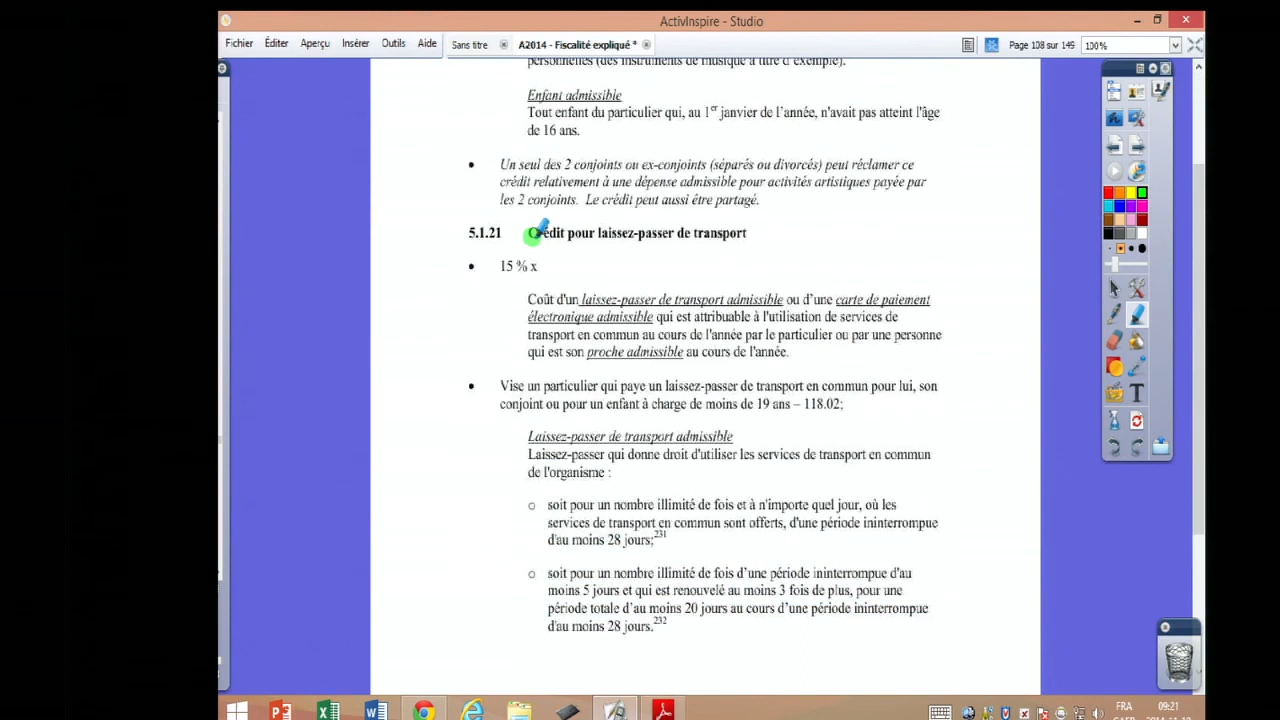 ActivInspire - Studio
Fichier Éditer Aperçu Insérer Outils Aide Sans titre A2014 - Fiscalité expliqué * Page 108 sur 149 100%
personnelles (des instruments de musique à titre d'exemple).
Enfant admissible
Tout enfant du particulier qui, au 1er janvier de l'année, n'avait pas atteint l'âge
de 16 ans.
• Un seul des 2 conjoints ou ex-conjoints (séparés ou divorcés) peut réclamer ce
crédit relativement à une dépense admissible pour activités artistiques payée par
les 2 conjoints. Le crédit peut aussi être partagé.
5.1.21 Crédit pour laissez-passer de transport
• 15 % x
Coût d'un laissez-passer de transport admissible ou d'une carte de paiement
électronique admissible qui est attribuable à l'utilisation de services de
transport en commun au cours de l'année par le particulier ou par une personne
qui est son proche admissible au cours de l'année.
• Vise un particulier qui paye un laissez-passer de transport en commun pour lui, son
conjoint ou pour un enfant à charge de moins de 19 ans – 118.02;
Laissez-passer de transport admissible
Laissez-passer qui donne droit d'utiliser les services de transport en commun
de l'organisme :
o soit pour un nombre illimité de fois et à n'importe quel jour, où les
services de transport en commun sont offerts, d'une période ininterrompue
d'au moins 28 jours;231
o soit pour un nombre illimité de fois d'une période ininterrompue d'au
moins 5 jours et qui est renouvelé au moins 3 fois de plus, pour une
période totale d'au moins 20 jours au cours d'une période ininterrompue
d'au moins 28 jours.232
FRA 09:21